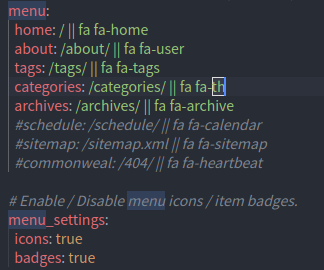 menu:
home: / || fa fa-home
about: /about/ || fa fa-user
tags: /tags/ || fa fa-tags
categories: /categories/ || fa fa-th
archives: /archives/ || fa fa-archive
#schedule: /schedule/ || fa fa-calendar
#sitemap: /sitemap.xml || fa fa-sitemap
#commonweal: /404/ || fa fa-heartbeat
# Enable / Disable menu icons / item badges.
menu_settings:
icons: true
badges: true